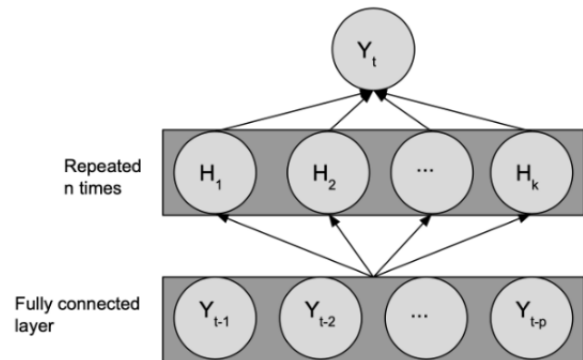 Yt
Repeated
n times
H1 H2 ... Hk
Fully connected
layer
Yt-1 Yt-2 ... Yt-p